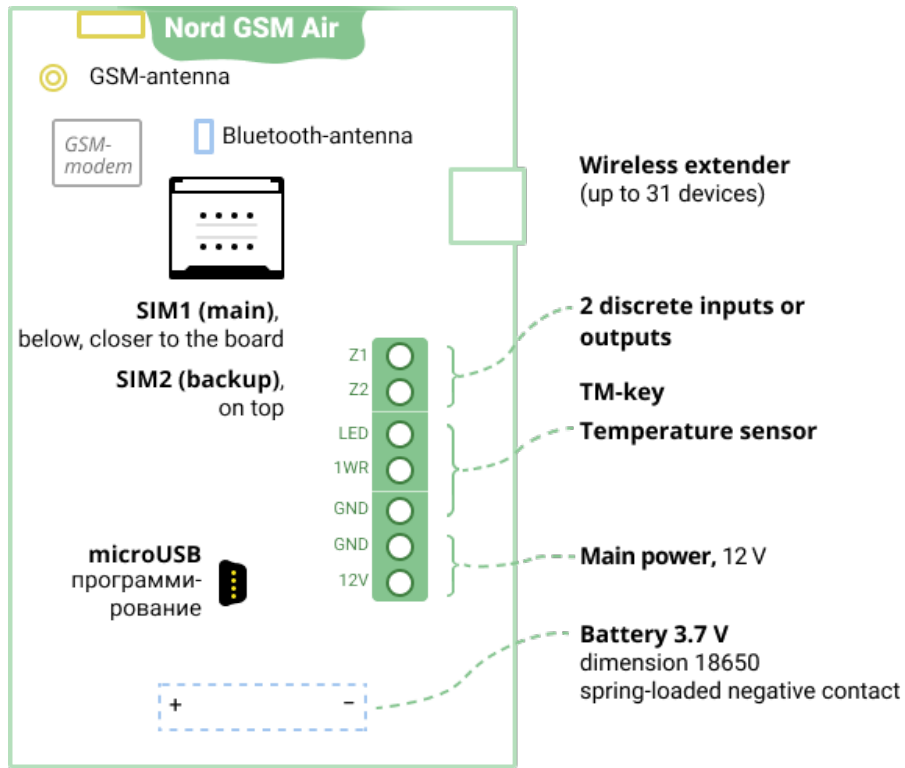 Nord GSM Air
GSM-antenna
GSM-
modem
Bluetooth-antenna
Wireless extender
(up to 31 devices)
SIM1 (main),
below, closer to the board
SIM2 (backup),
on top
Z1
Z2
LED
1WR
GND
GND
12V
2 discrete inputs or
outputs
TM-key
Temperature sensor
microUSB
программи-
рование
Main power, 12 V
Battery 3.7 V
dimension 18650
spring-loaded negative contact
+ −